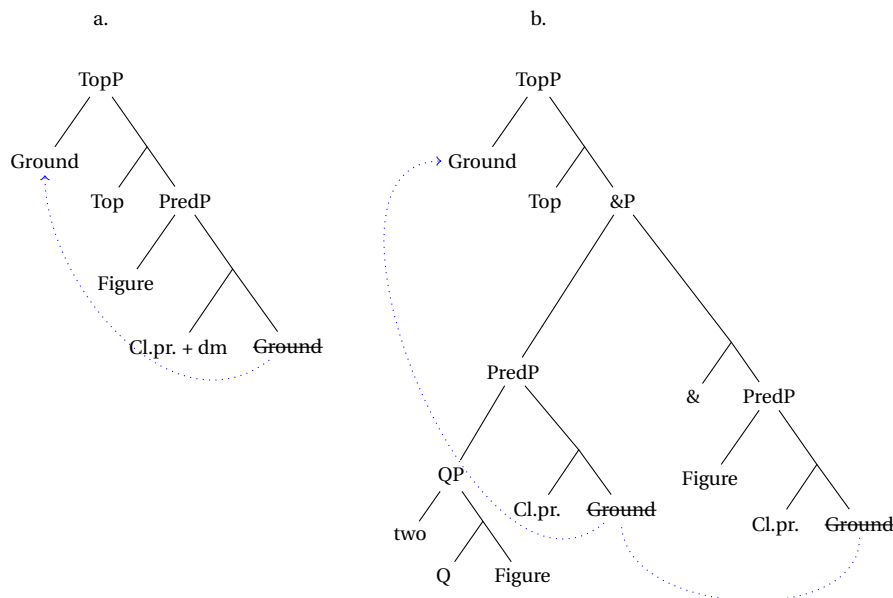 a.
b.
TopP
TopP
Ground
Ground
Top
PredP
Top
&P
Figure
Cl.pr. + dm
Ground
PredP
&
PredP
QP
Figure
Cl.pr.
Ground
Cl.pr.
Ground
two
Q
Figure